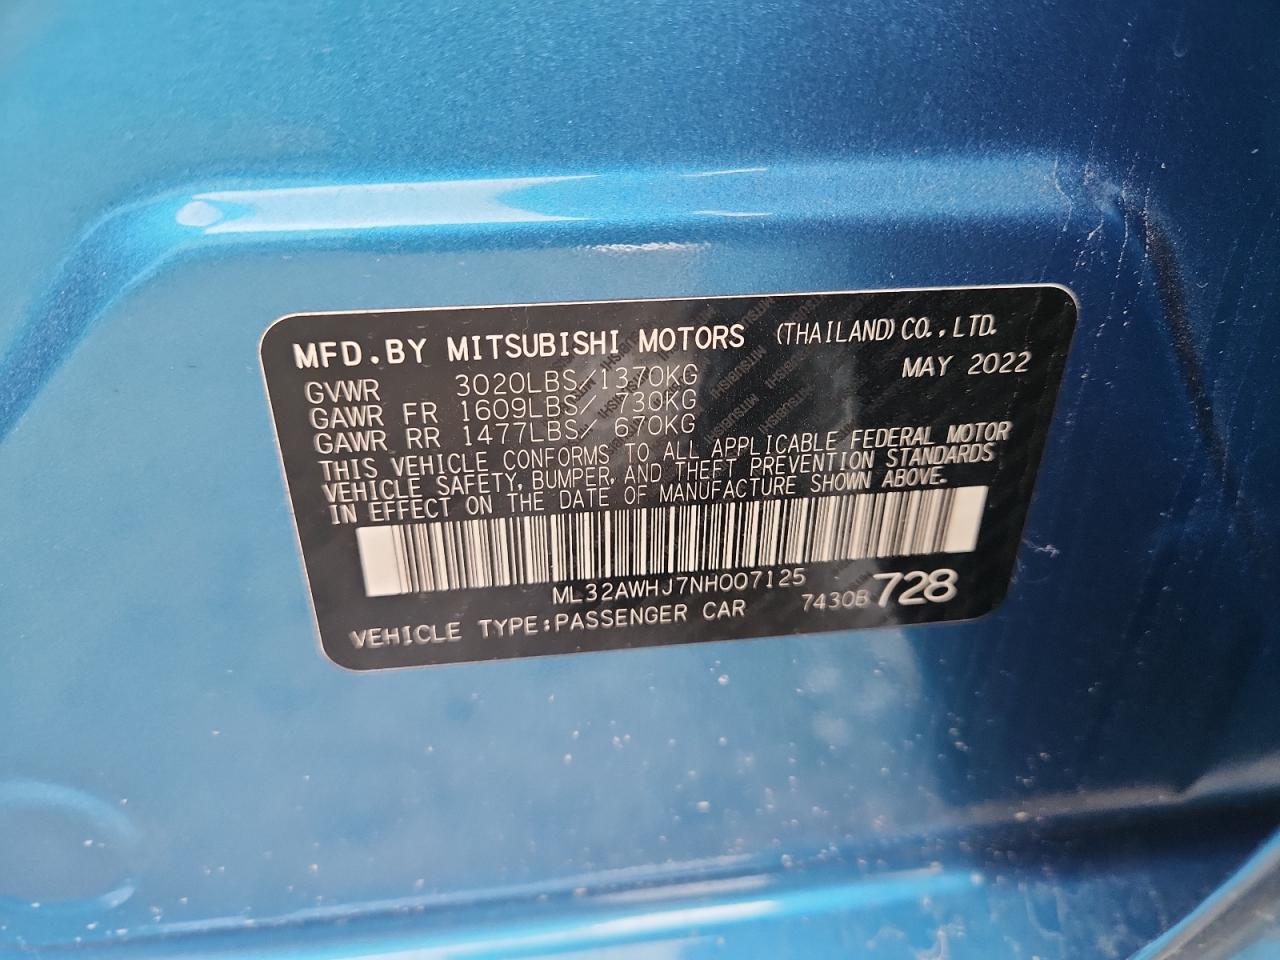 MFD.BY MITSUBISHI MOTORS (THAILAND) CO., LTD.
MAY 2022
GVWR 3020LBS/1370KG
GAWR FR 1609LBS/ 730KG
GAWR RR 1477LBS/ 670KG
THIS VEHICLE CONFORMS TO ALL APPLICABLE FEDERAL MOTOR
VEHICLE SAFETY, BUMPER, AND THEFT PREVENTION STANDARDS
IN EFFECT ON THE DATE OF MANUFACTURE SHOWN ABOVE.
ML32AWHJ7NH007125
VEHICLE TYPE:PASSENGER CAR 7430B728